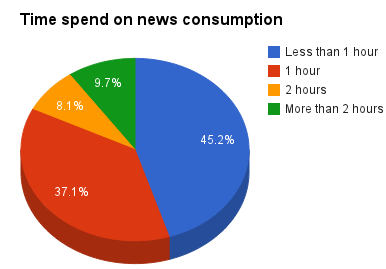 Time spend on news consumption
Less than 1 hour
1 hour
2 hours
More than 2 hours
9.7%
8.1%
45.2%
37.1%